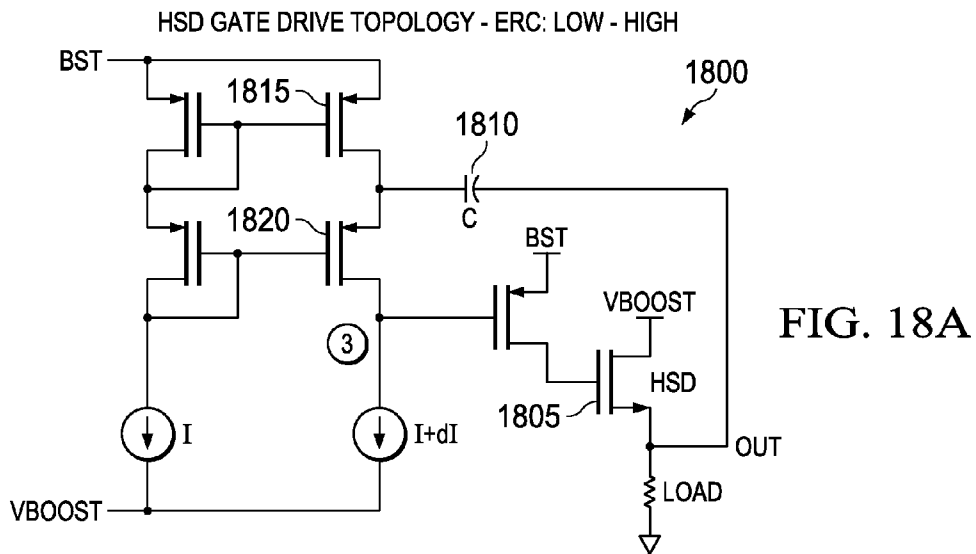 HSD GATE DRIVE TOPOLOGY - ERC: LOW - HIGH
BST
1815
1800
1810
C
1820
BST
VBOOST
HSD
1805
3
FIG. 18A
I
I+dI
OUT
LOAD
VBOOST